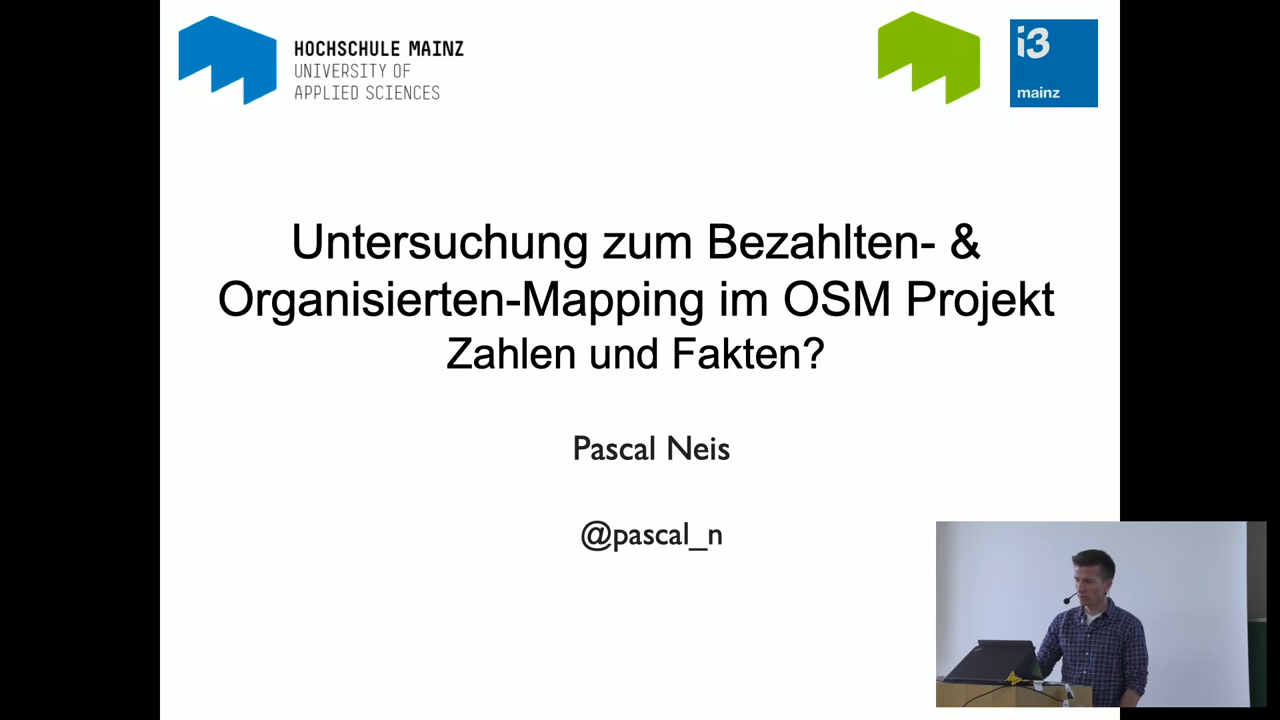 HOCHSCHULE MAINZ
UNIVERSITY OF
APPLIED SCIENCES
i3
mainz
Untersuchung zum Bezahlten- &
Organisierten-Mapping im OSM Projekt
Zahlen und Fakten?
Pascal Neis
@pascal_n